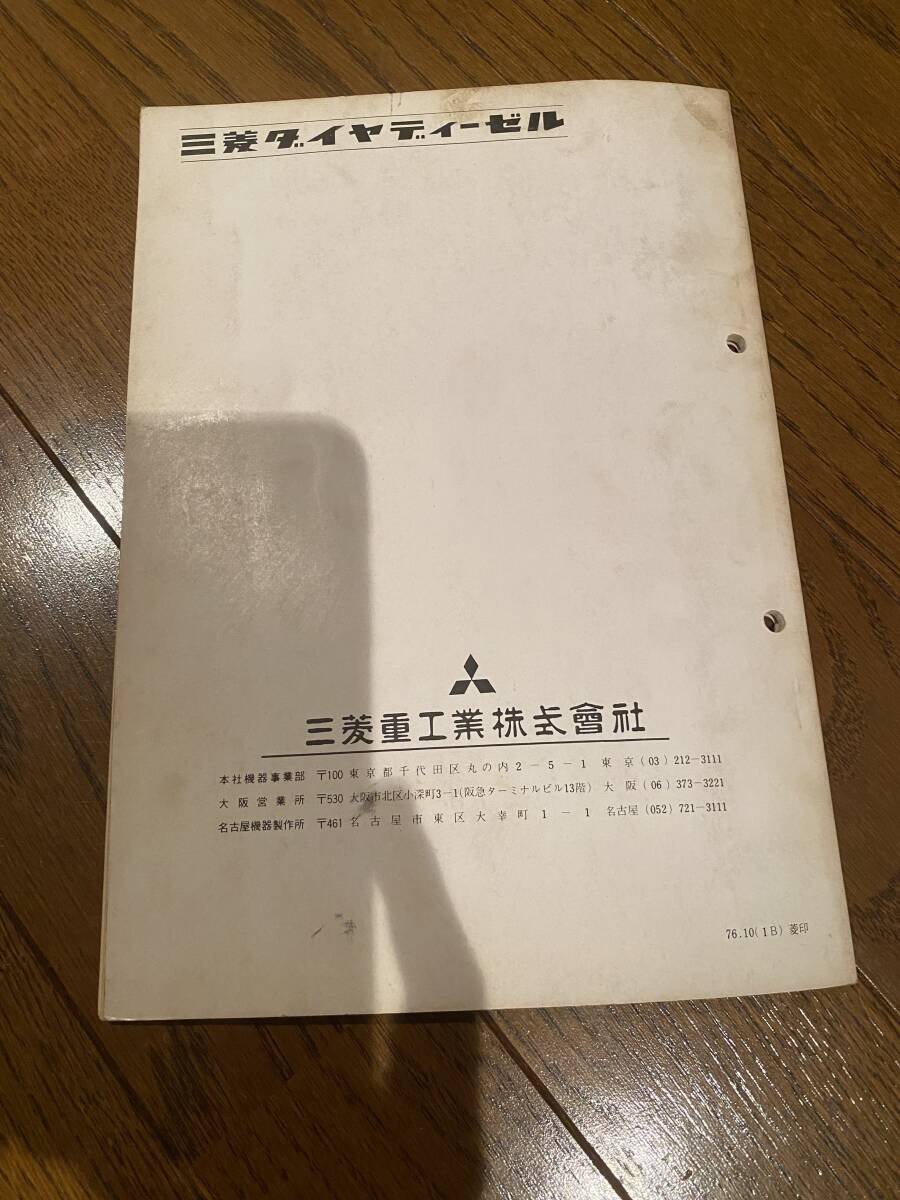 三菱ダイヤディーゼル
三菱重工業株式會社
本社機器事業部 〒100 東京都千代田区丸の内2-5-1 東京(03)212-3111
大阪営業所 〒530 大阪市北区小深町3-1(阪急ターミナルビル13階) 大阪(06)373-3221
名古屋機器製作所 〒461 名古屋市東区大幸町1-1 名古屋(052)721-3111
76.10(1B)菱印